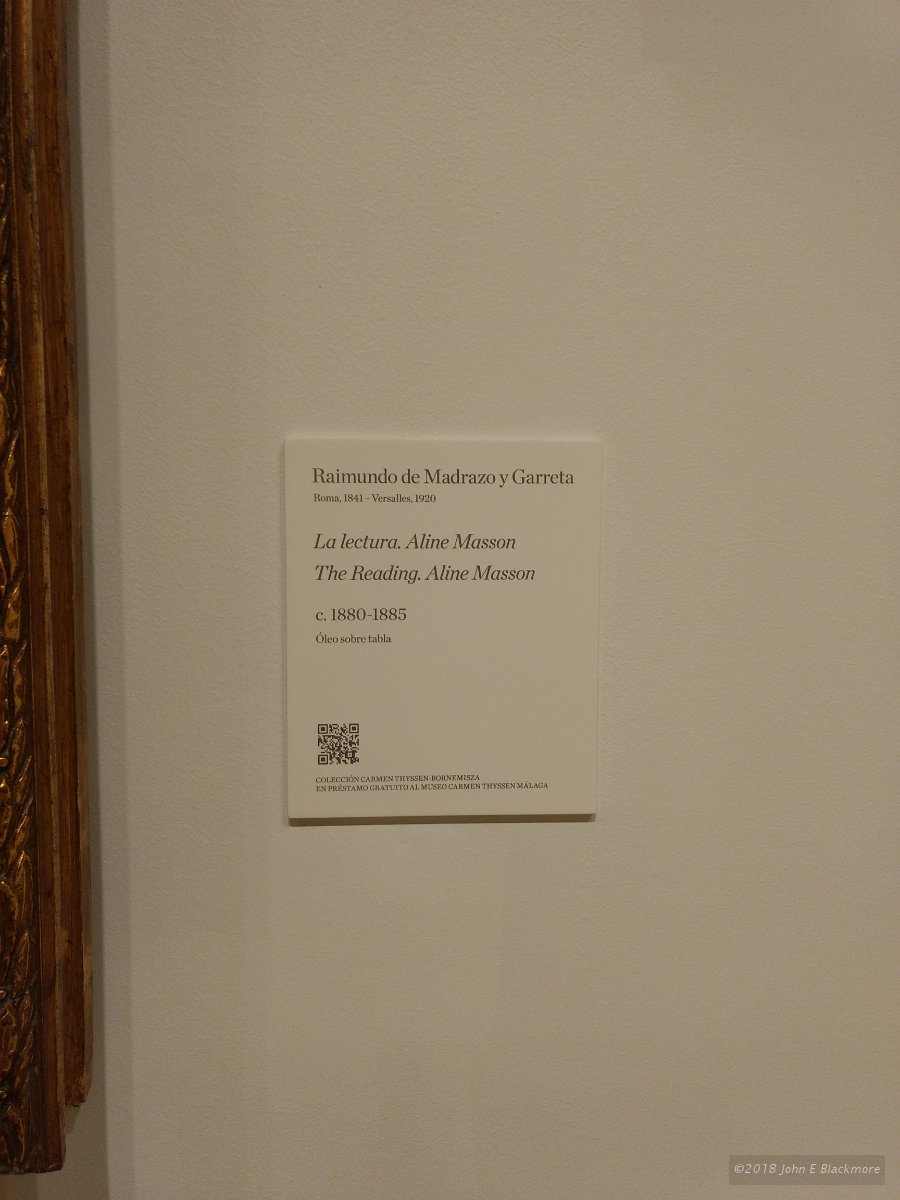 Raimundo de Madrazo y Garreta
Roma, 1841 – Versalles, 1920
La lectura. Aline Masson
The Reading. Aline Masson
c. 1880-1885
Óleo sobre tabla
COLECCIÓN CARMEN THYSSEN-BORNEMISZA
EN PRÉSTAMO GRATUITO AL MUSEO CARMEN THYSSEN MÁLAGA
©2018 John E Blackmore